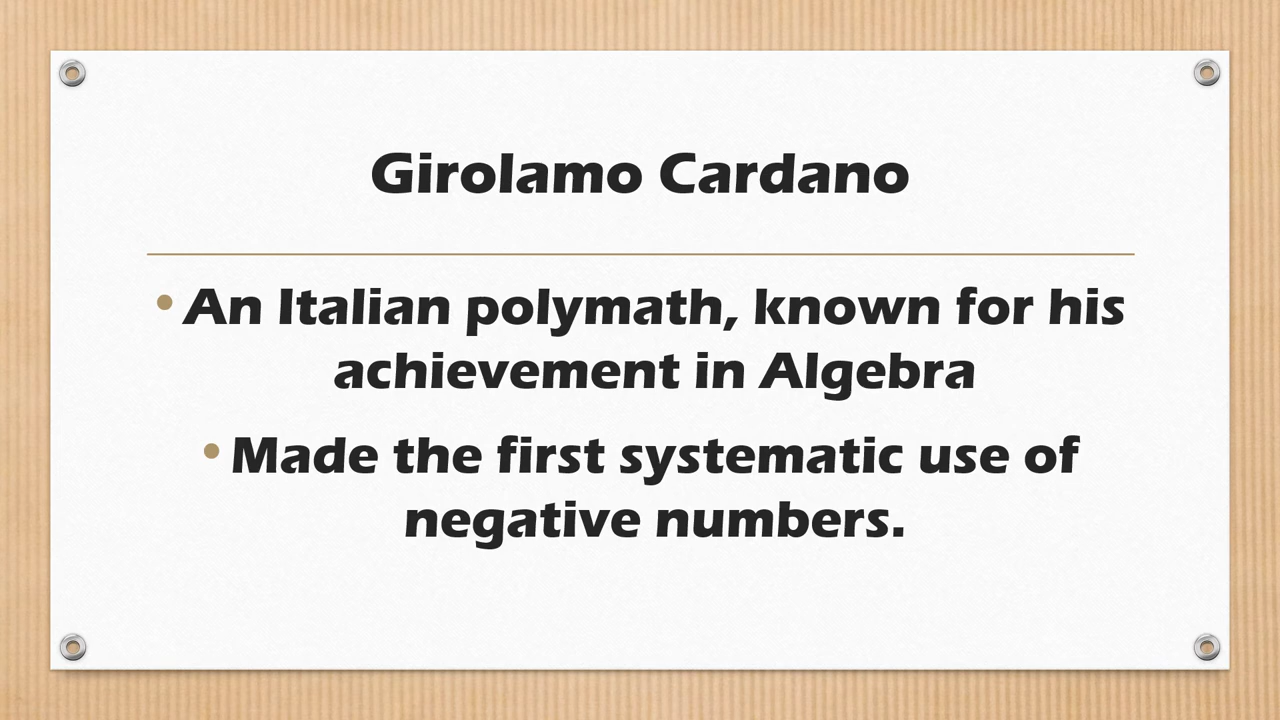 Girolamo Cardano
• An Italian polymath, known for his
achievement in Algebra
• Made the first systematic use of
negative numbers.